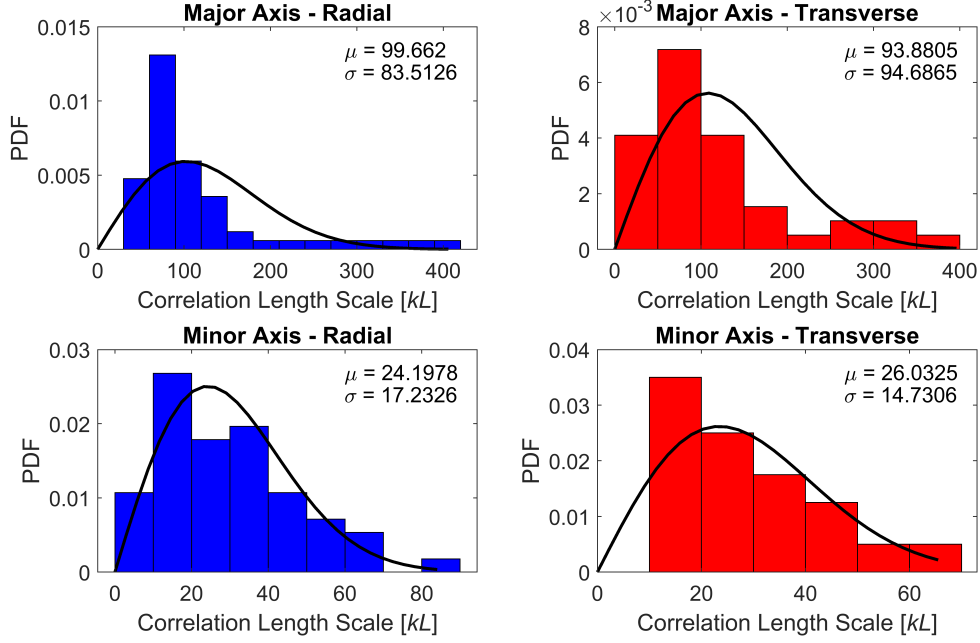 Major Axis - Radial
μ = 99.662
σ = 83.5126
0.015
0.01
0.005
0
PDF
0 100 200 300 400
Correlation Length Scale [kL]
×10⁻³ Major Axis - Transverse
μ = 93.8805
σ = 94.6865
8
6
4
2
0
PDF
0 100 200 300 400
Correlation Length Scale [kL]
Minor Axis - Radial
μ = 24.1978
σ = 17.2326
0.03
0.02
0.01
0
PDF
0 20 40 60 80
Correlation Length Scale [kL]
Minor Axis - Transverse
μ = 26.0325
σ = 14.7306
0.04
0.03
0.02
0.01
0
PDF
0 20 40 60
Correlation Length Scale [kL]